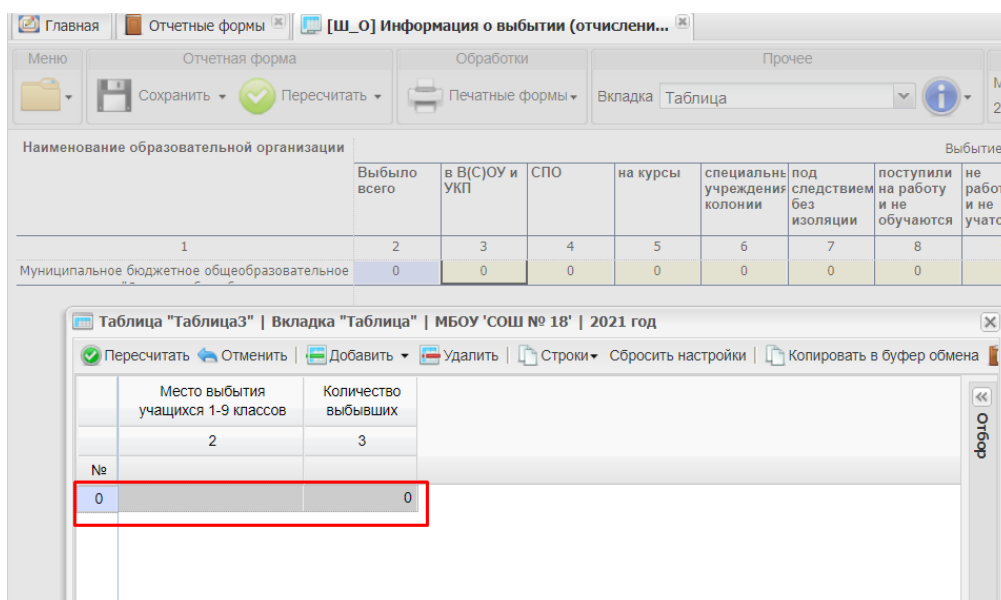 Главная Отчетные формы [Ш_О] Информация о выбытии (отчислени...
Меню Отчетная форма Обработки Прочее
Сохранить Пересчитать Печатные формы Вкладка Таблица
Наименование образовательной организации Выбытие
Выбыло всего
в В(С)ОУ и УКП
СПО
на курсы
специальны учреждения колонии
под следствием без изоляции
поступили на работу и не обучаются
не
и не
1 2 3 4 5 6 7 8
Муниципальное бюджетное общеобразовательное 0 0 0 0 0 0 0
Таблица "Таблица3" | Вкладка "Таблица" | МБОУ 'СОШ № 18' | 2021 год
Пересчитать Отменить | Добавить Удалить | Строки Сбросить настройки | Копировать в буфер обмена
Место выбытия Количество
учащихся 1-9 классов выбывших
2 3
№
0 0
Отбор